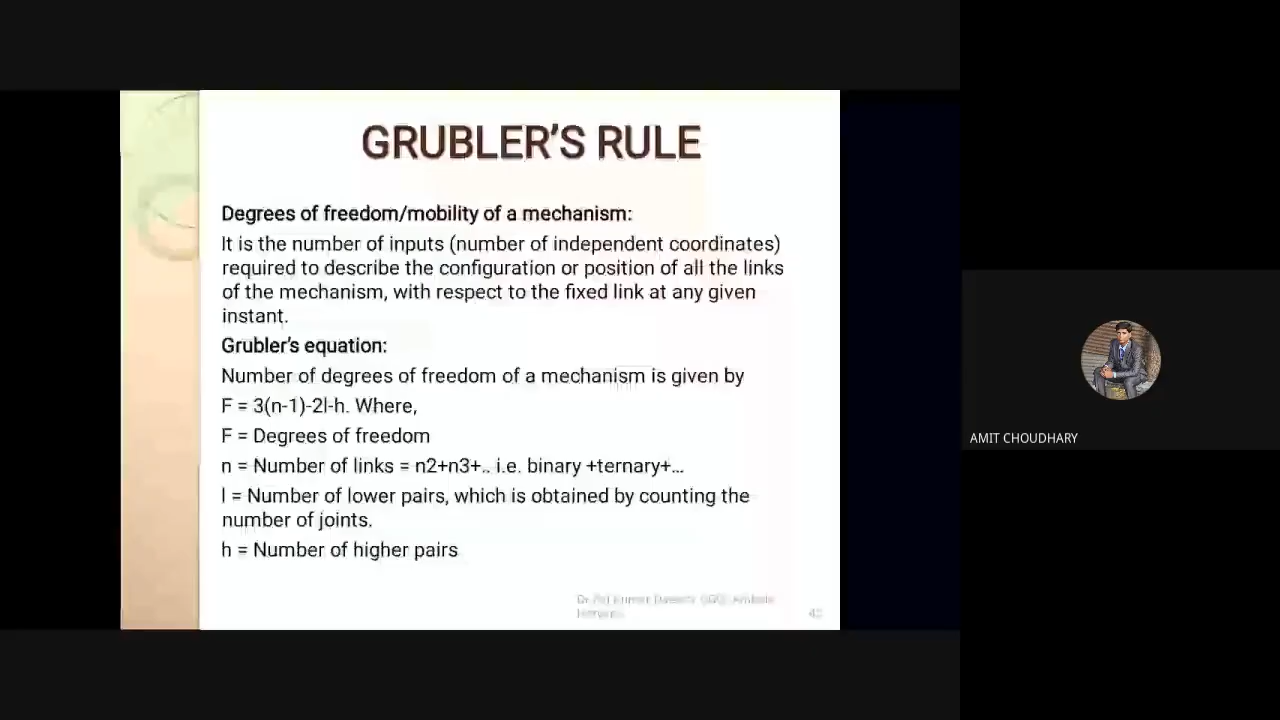 GRUBLER'S RULE
Degrees of freedom/mobility of a mechanism:
It is the number of inputs (number of independent coordinates)
required to describe the configuration or position of all the links
of the mechanism, with respect to the fixed link at any given
instant.
Grubler's equation:
Number of degrees of freedom of a mechanism is given by
F = 3(n-1)-2l-h. Where,
F = Degrees of freedom
n = Number of links = n2+n3+.. i.e. binary +ternary+...
l = Number of lower pairs, which is obtained by counting the
number of joints.
h = Number of higher pairs
Kumar
AMIT CHOUDHARY